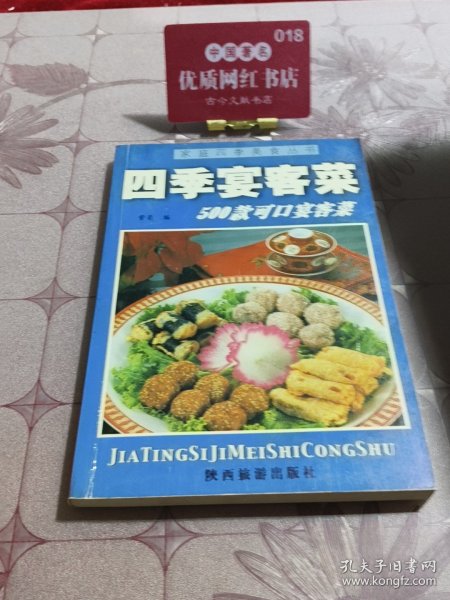 018
中国著名
优质网红书店
古今文献书店
家庭四季美食丛书
四季宴客菜
500款可口宴客菜
编
JIATINGSIJIMEISHICONGSHU
陕西旅游出版社
孔夫子旧书网
www.kongfz.com